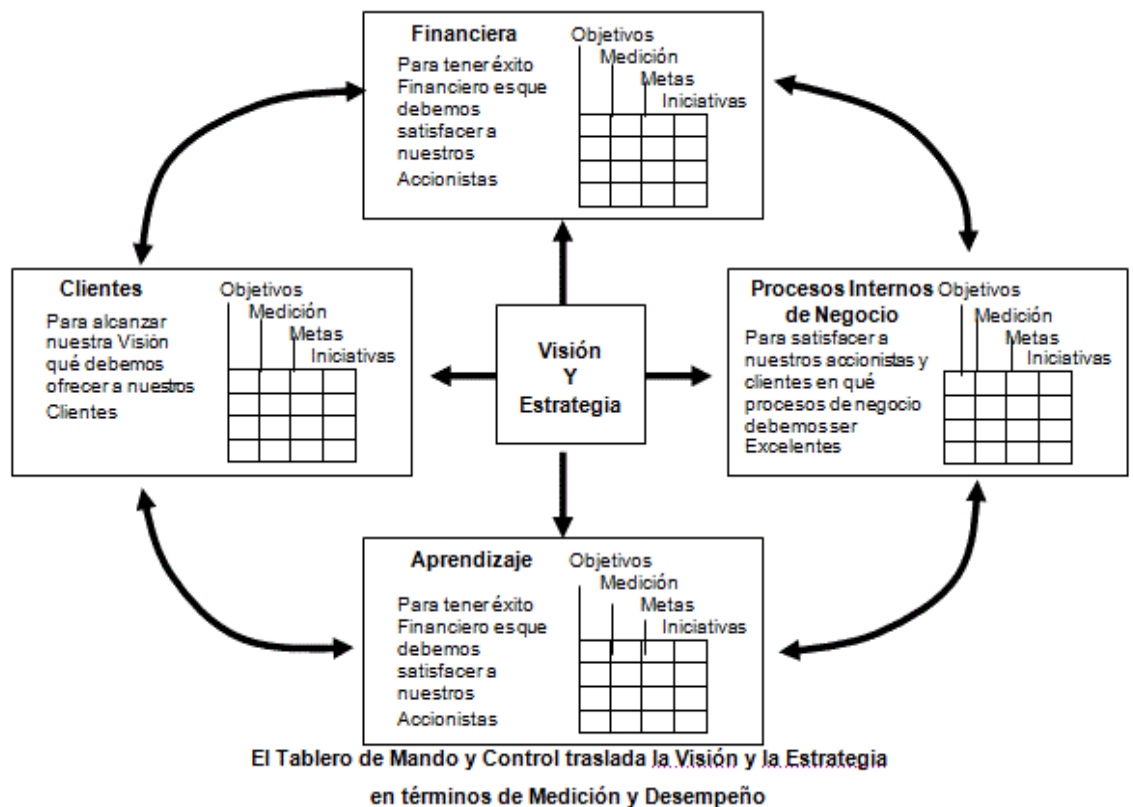 Financiera
Para tener éxito
Financiero es que
debemos
satisfacer a
nuestros
Accionistas
Objetivos
Medición
Metas
Iniciativas
Clientes
Para alcanzar
nuestra Visión
qué debemos
ofrecer a nuestros
Clientes
Objetivos
Medición
Metas
Iniciativas
Visión
Y
Estrategia
Procesos Internos
de Negocio
Para satisfacer a
nuestros accionistas y
clientes en qué
procesos de negocio
debemos ser
Excelentes
Objetivos
Medición
Metas
Iniciativas
Aprendizaje
Para tener éxito
Financiero es que
debemos
satisfacer a
nuestros
Accionistas
Objetivos
Medición
Metas
Iniciativas
El Tablero de Mando y Control traslada la Visión y la Estrategia
en términos de Medición y Desempeño